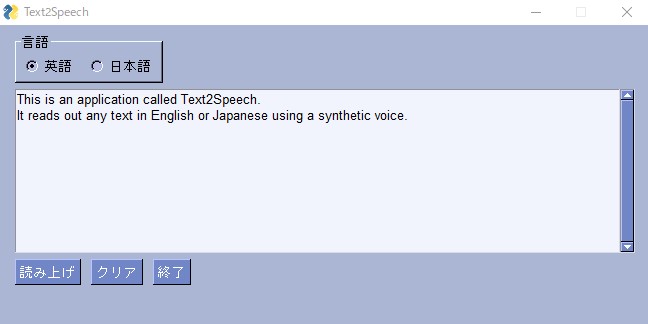 Text2Speech
言語
英語 日本語
This is an application called Text2Speech.
It reads out any text in English or Japanese using a synthetic voice.
読み上げ クリア 終了